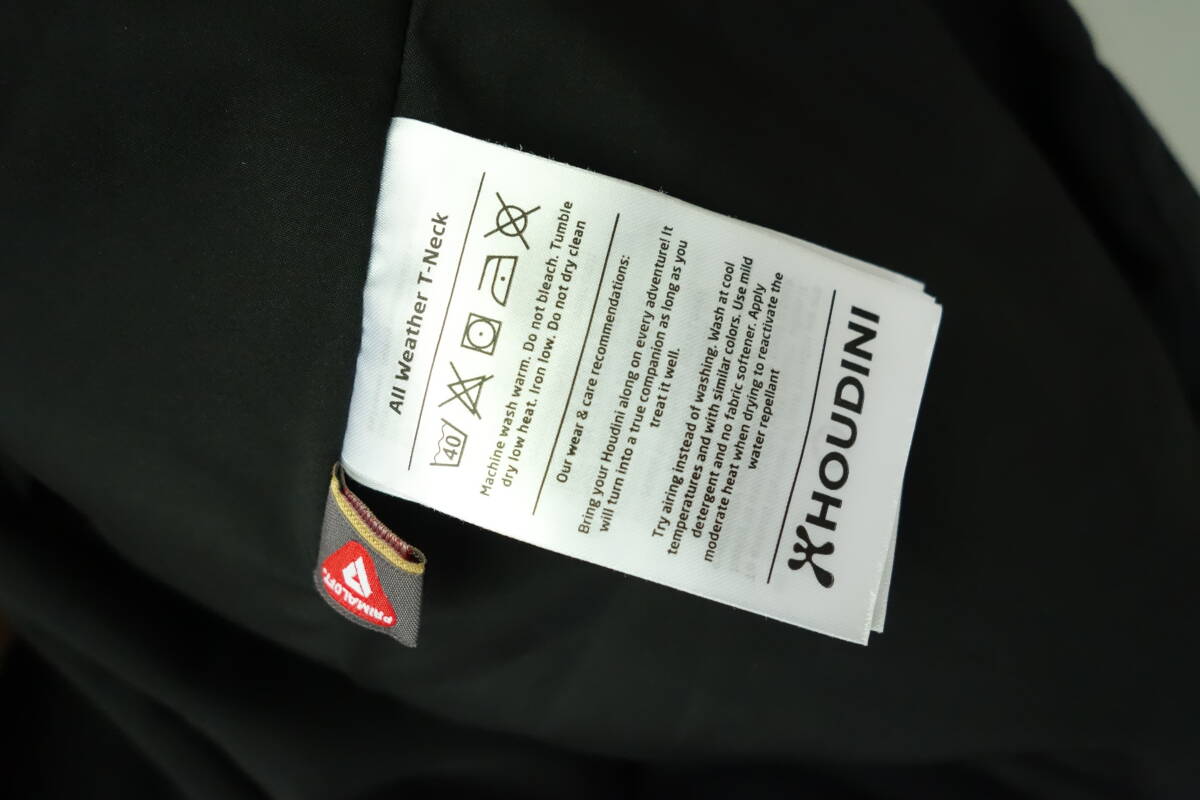 All Weather T-Neck
40
Machine wash warm. Do not bleach. Tumble
dry low heat. Iron low. Do not dry clean
Our wear & care recommendations:
Bring your Houdini along on every adventure! It
will turn into a true companion as long as you
treat it well.
Try airing instead of washing. Wash at cool
temperatures and with similar colors. Use mild
detergent and no fabric softener. Apply
moderate heat when drying to reactivate the
water repellant
HOUDINI
PRIMALOFT®